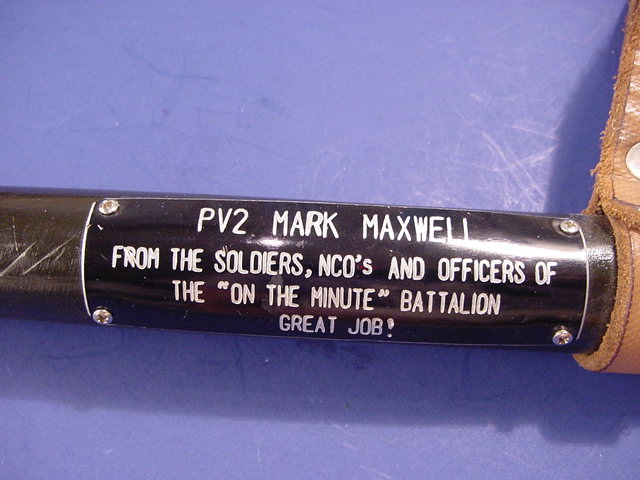 PV2 MARK MAXWELL
FROM THE SOLDIERS, NCO's AND OFFICERS OF
THE "ON THE MINUTE" BATTALION
GREAT JOB!